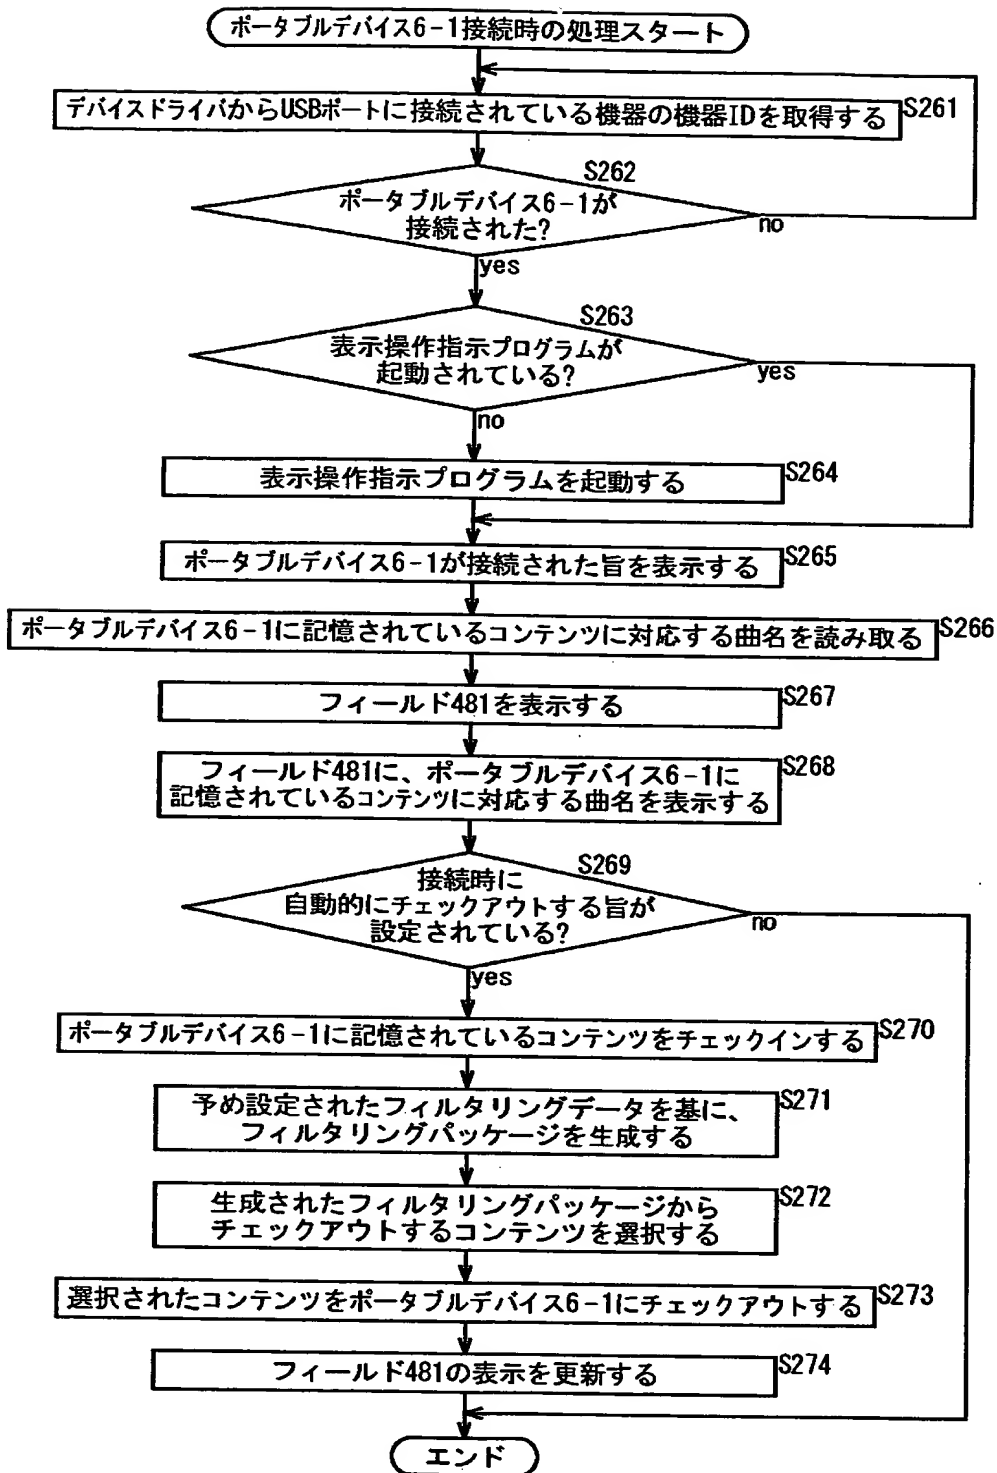 ポータブルデバイス6-1接続時の処理スタート
デバイスドライバからUSBポートに接続されている機器の機器IDを取得する
S261
S262
ポータブルデバイス6-1が
接続された?
no
yes
S263
表示操作指示プログラムが
起動されている?
yes
no
表示操作指示プログラムを起動する
S264
ポータブルデバイス6-1が接続された旨を表示する
S265
ポータブルデバイス6-1に記憶されているコンテンツに対応する曲名を読み取る
S266
フィールド481を表示する
S267
フィールド481に、ポータブルデバイス6-1に
記憶されているコンテンツに対応する曲名を表示する
S268
S269
接続時に
自動的にチェックアウトする旨が
設定されている?
no
yes
ポータブルデバイス6-1に記憶されているコンテンツをチェックインする
S270
予め設定されたフィルタリングデータを基に、
フィルタリングパッケージを生成する
S271
生成されたフィルタリングパッケージから
チェックアウトするコンテンツを選択する
S272
選択されたコンテンツをポータブルデバイス6-1にチェックアウトする
S273
フィールド481の表示を更新する
S274
エンド